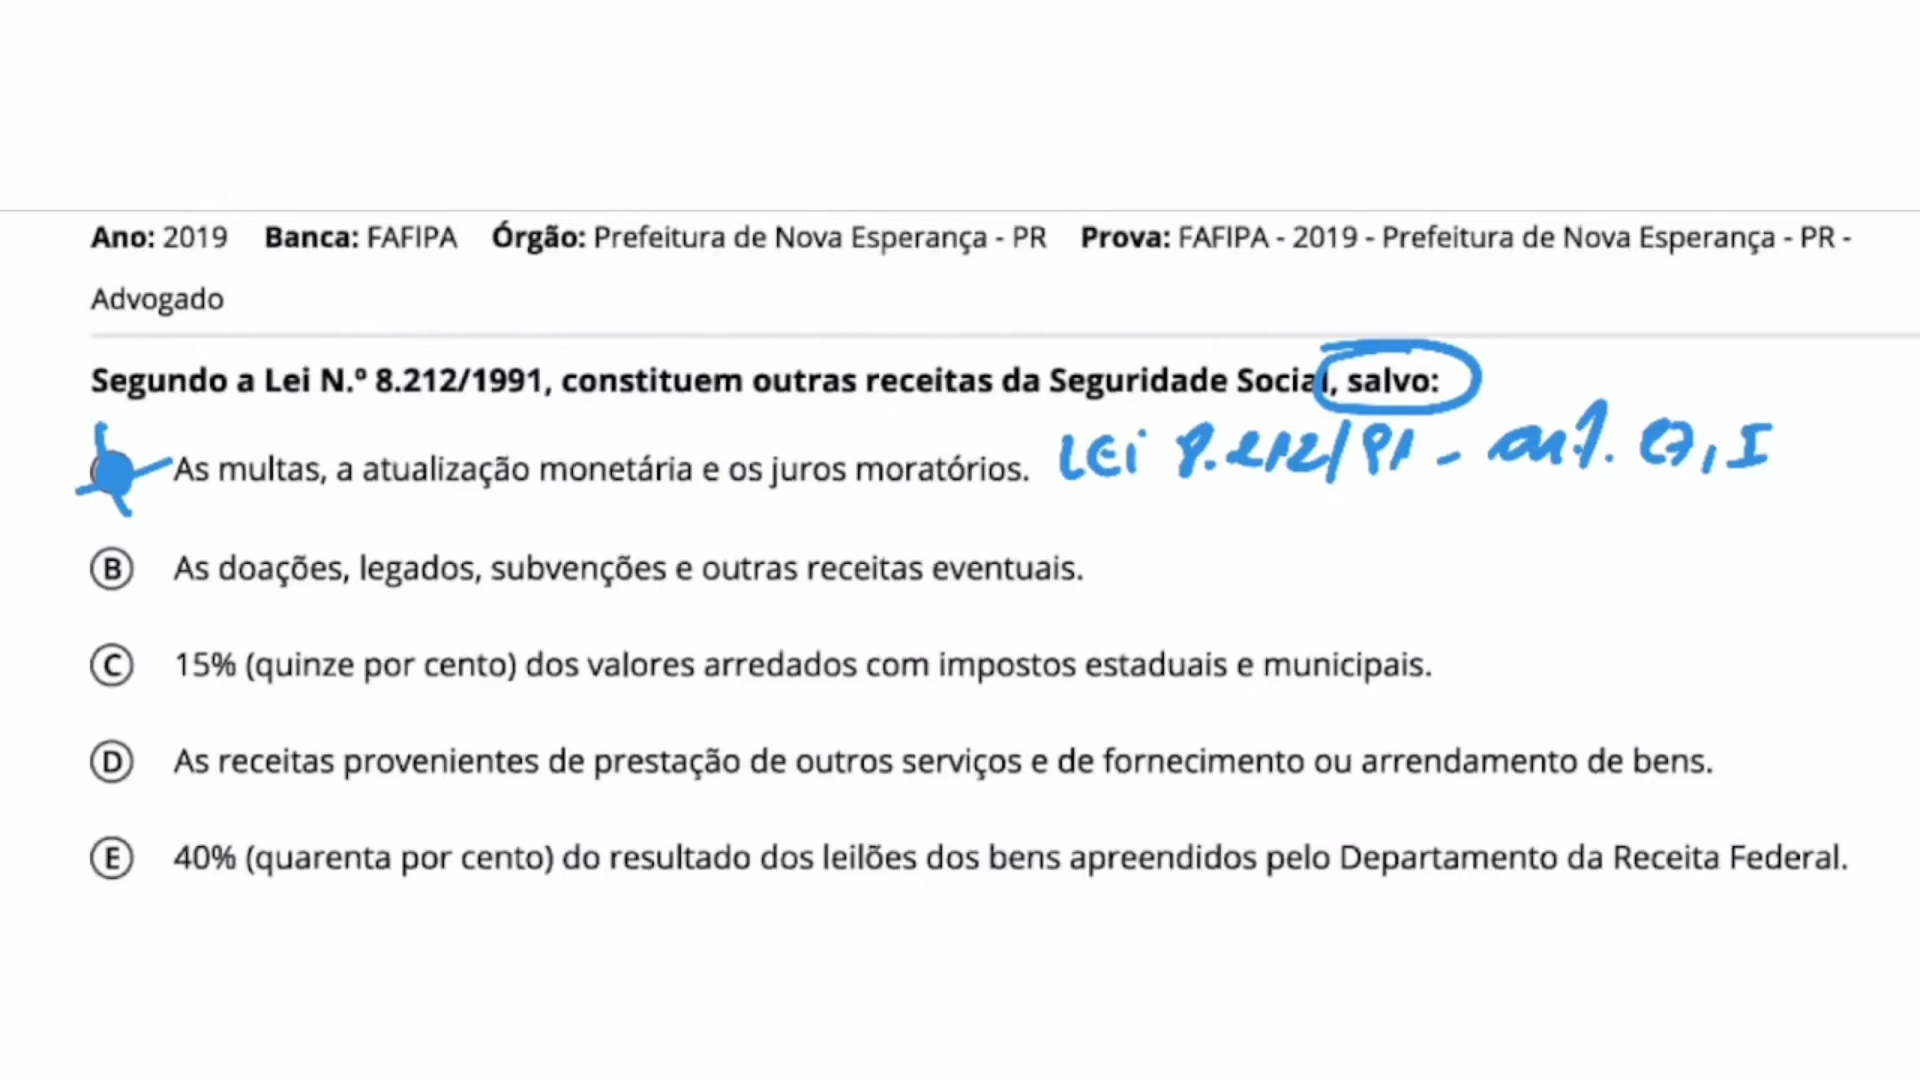 Ano: 2019 Banca: FAFIPA Órgão: Prefeitura de Nova Esperança - PR Prova: FAFIPA - 2019 - Prefeitura de Nova Esperança - PR -
Advogado
Segundo a Lei N.º 8.212/1991, constituem outras receitas da Seguridade Social, salvo:
As multas, a atualização monetária e os juros moratórios. LEi 8.212/91 - art. 27, I
B As doações, legados, subvenções e outras receitas eventuais.
C 15% (quinze por cento) dos valores arredados com impostos estaduais e municipais.
D As receitas provenientes de prestação de outros serviços e de fornecimento ou arrendamento de bens.
E 40% (quarenta por cento) do resultado dos leilões dos bens apreendidos pelo Departamento da Receita Federal.